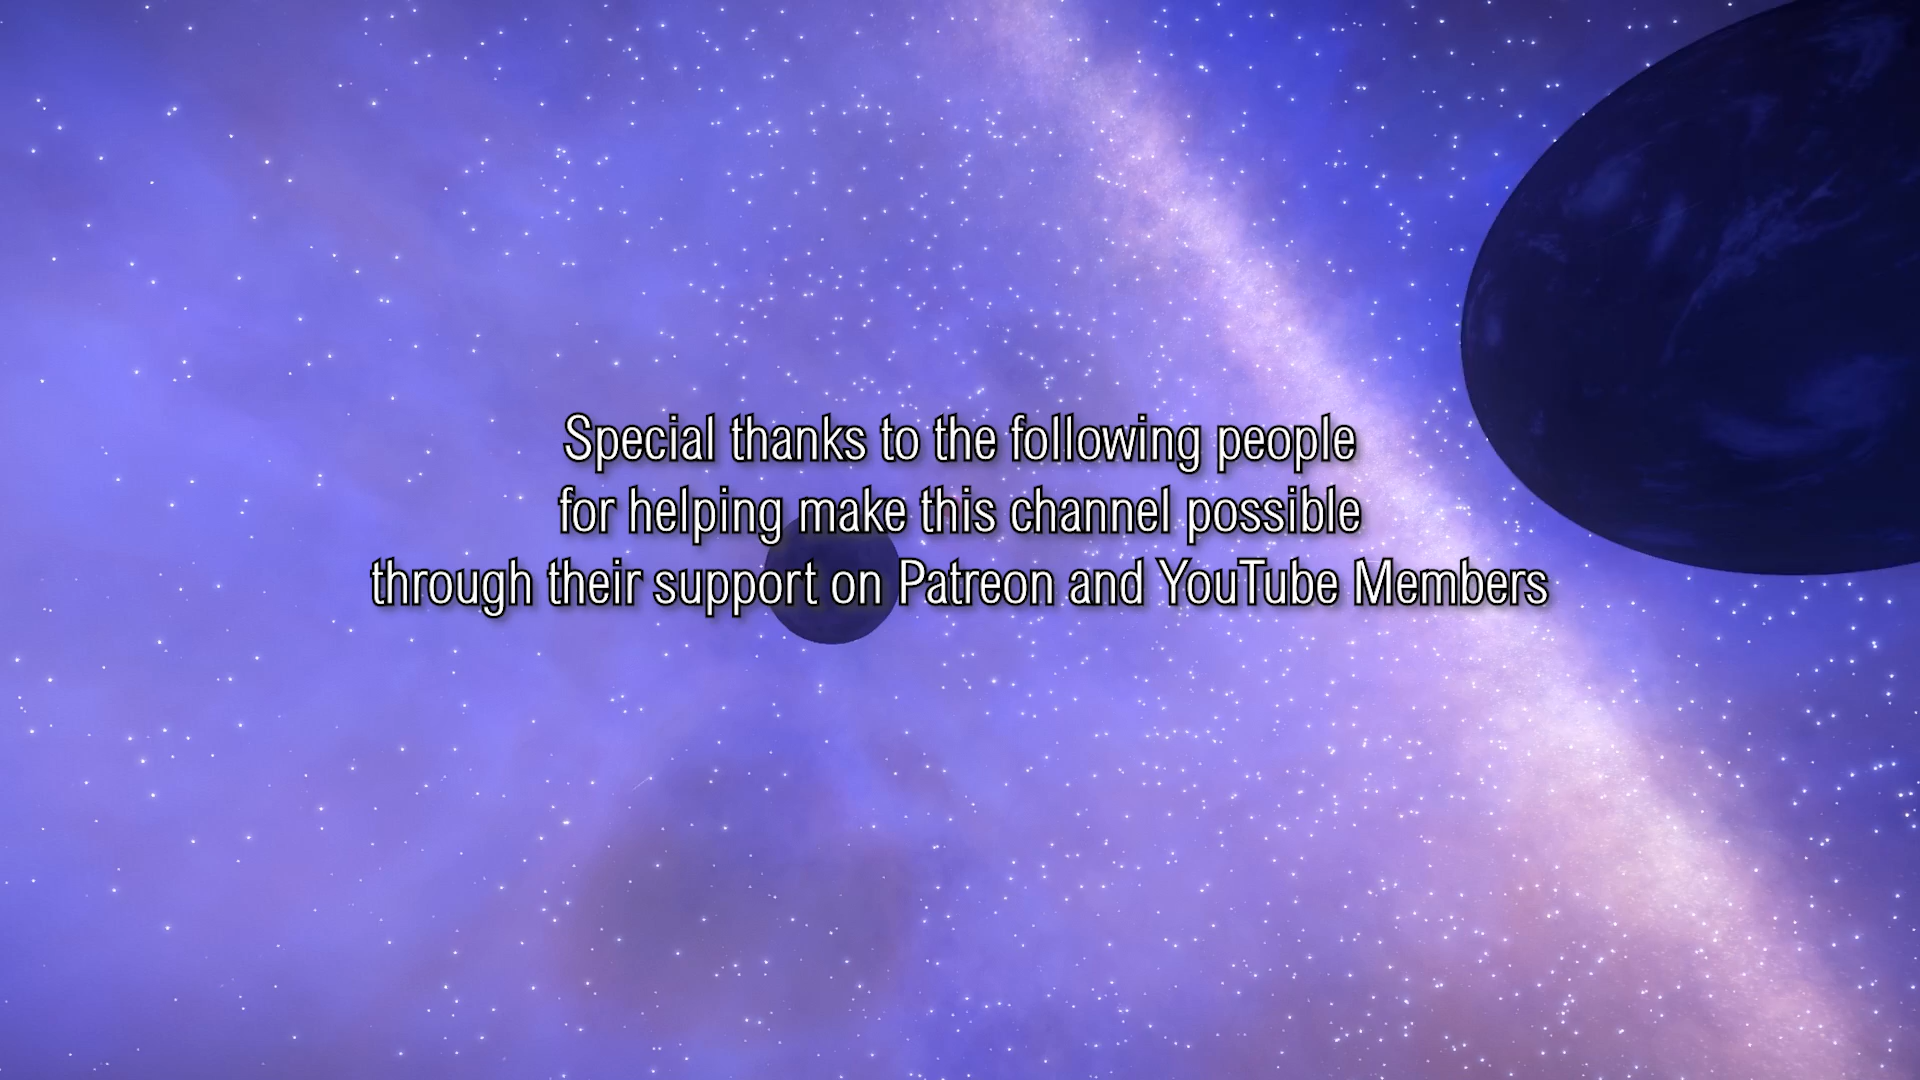 Special thanks to the following people
for helping make this channel possible
through their support on Patreon and YouTube Members